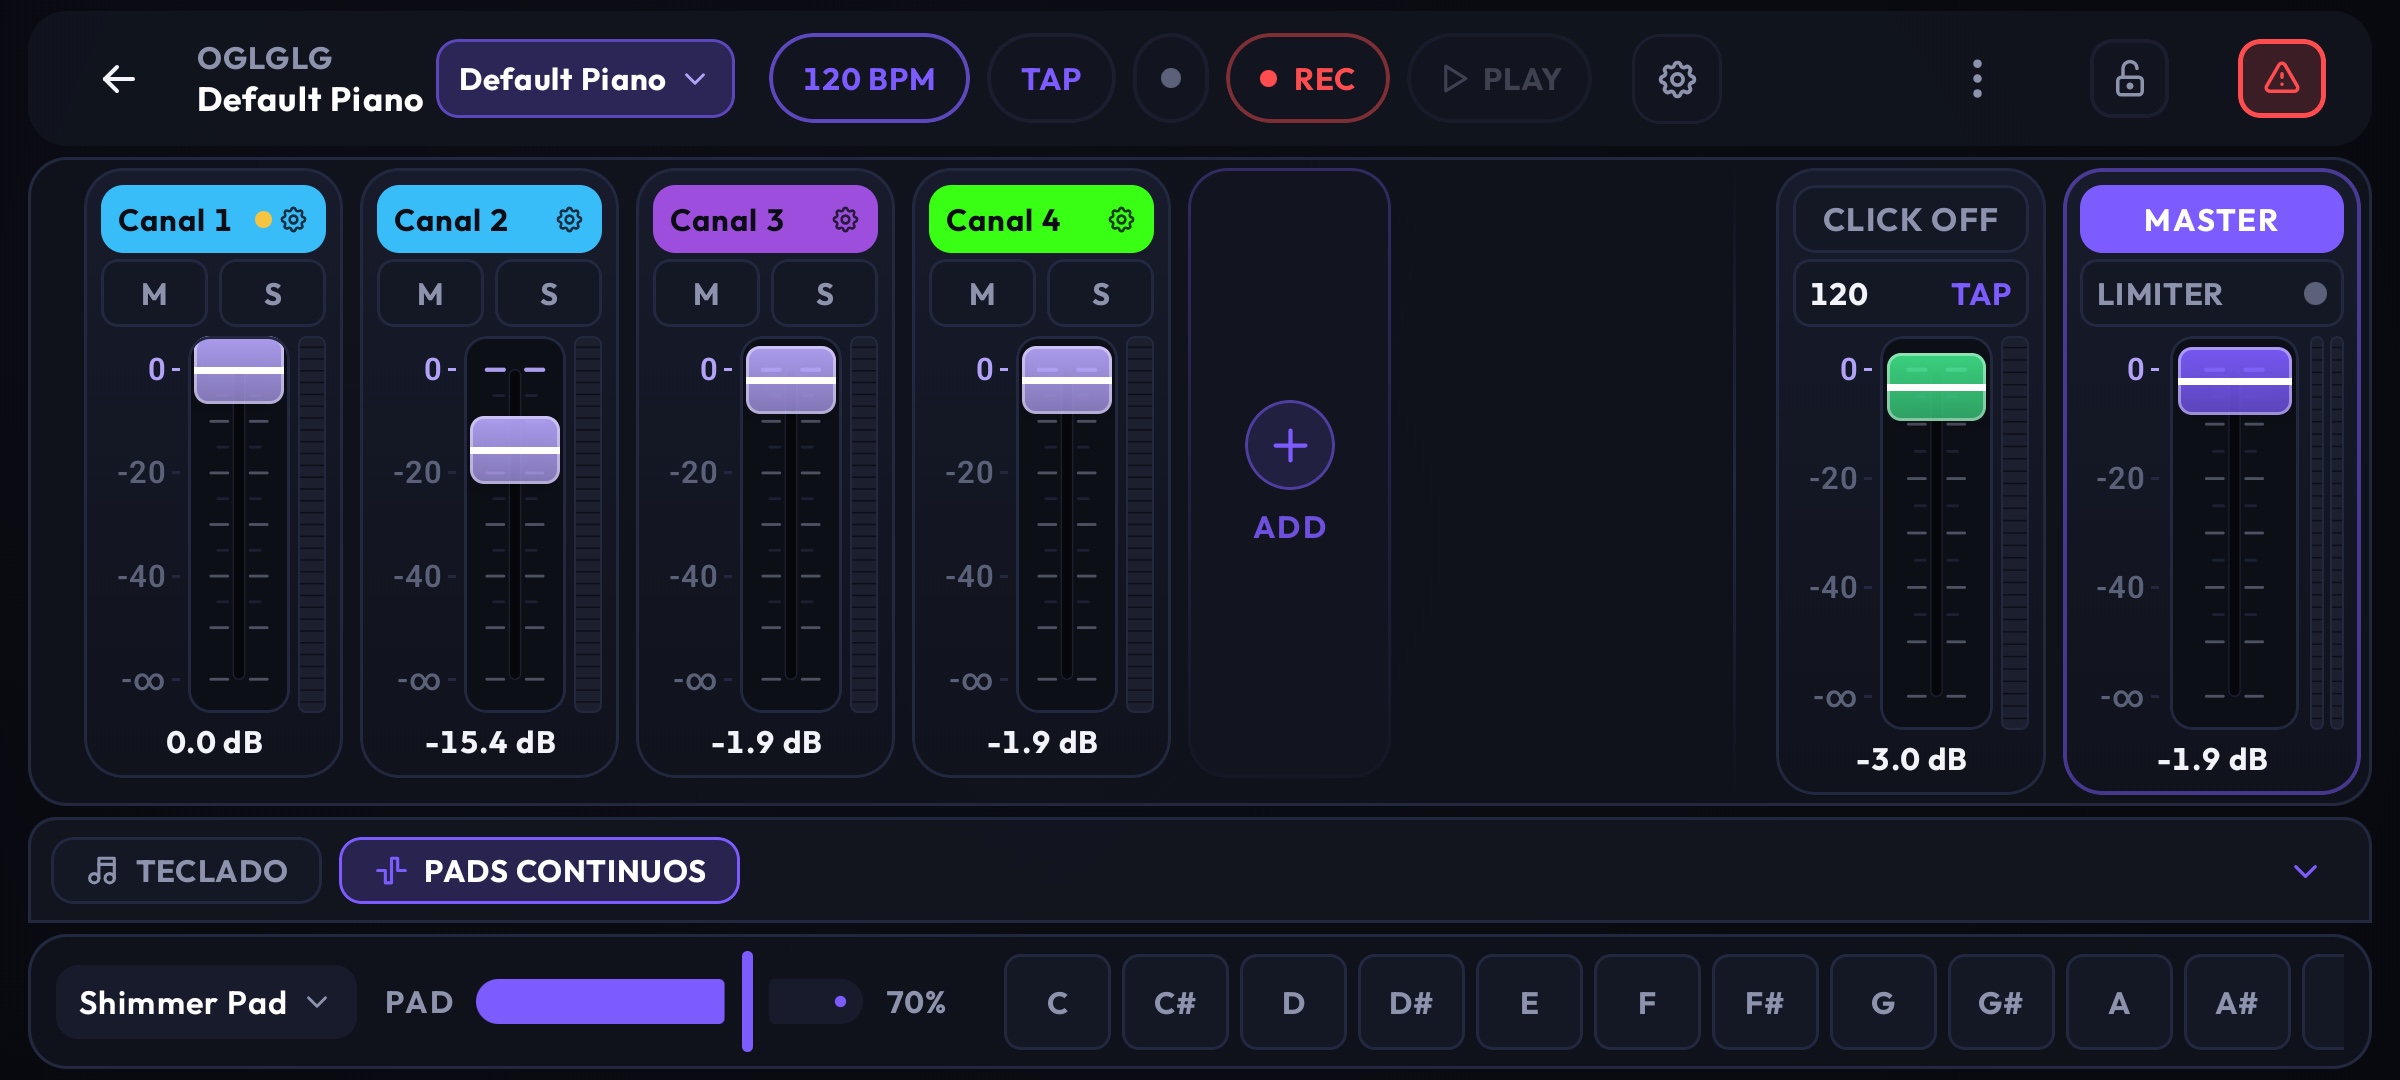 OGLGLG
Default Piano
Default Piano
120 BPM
TAP
REC
PLAY
Canal 1
Canal 2
Canal 3
Canal 4
CLICK OFF
MASTER
M S
M S
M S
M S
120 TAP
LIMITER
0
-20
-40
-∞
0.0 dB
0
-20
-40
-∞
-15.4 dB
0
-20
-40
-∞
-1.9 dB
0
-20
-40
-∞
-1.9 dB
ADD
0
-20
-40
-∞
-3.0 dB
0
-20
-40
-∞
-1.9 dB
TECLADO
PADS CONTINUOS
Shimmer Pad
PAD
70%
C C# D D# E F F# G G# A A#